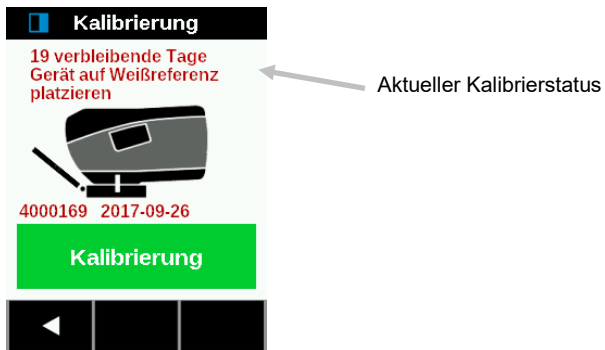 Kalibrierung
19 verbleibende Tage
Gerät auf Weißreferenz
platzieren
Aktueller Kalibrierstatus
4000169 2017-09-26
Kalibrierung